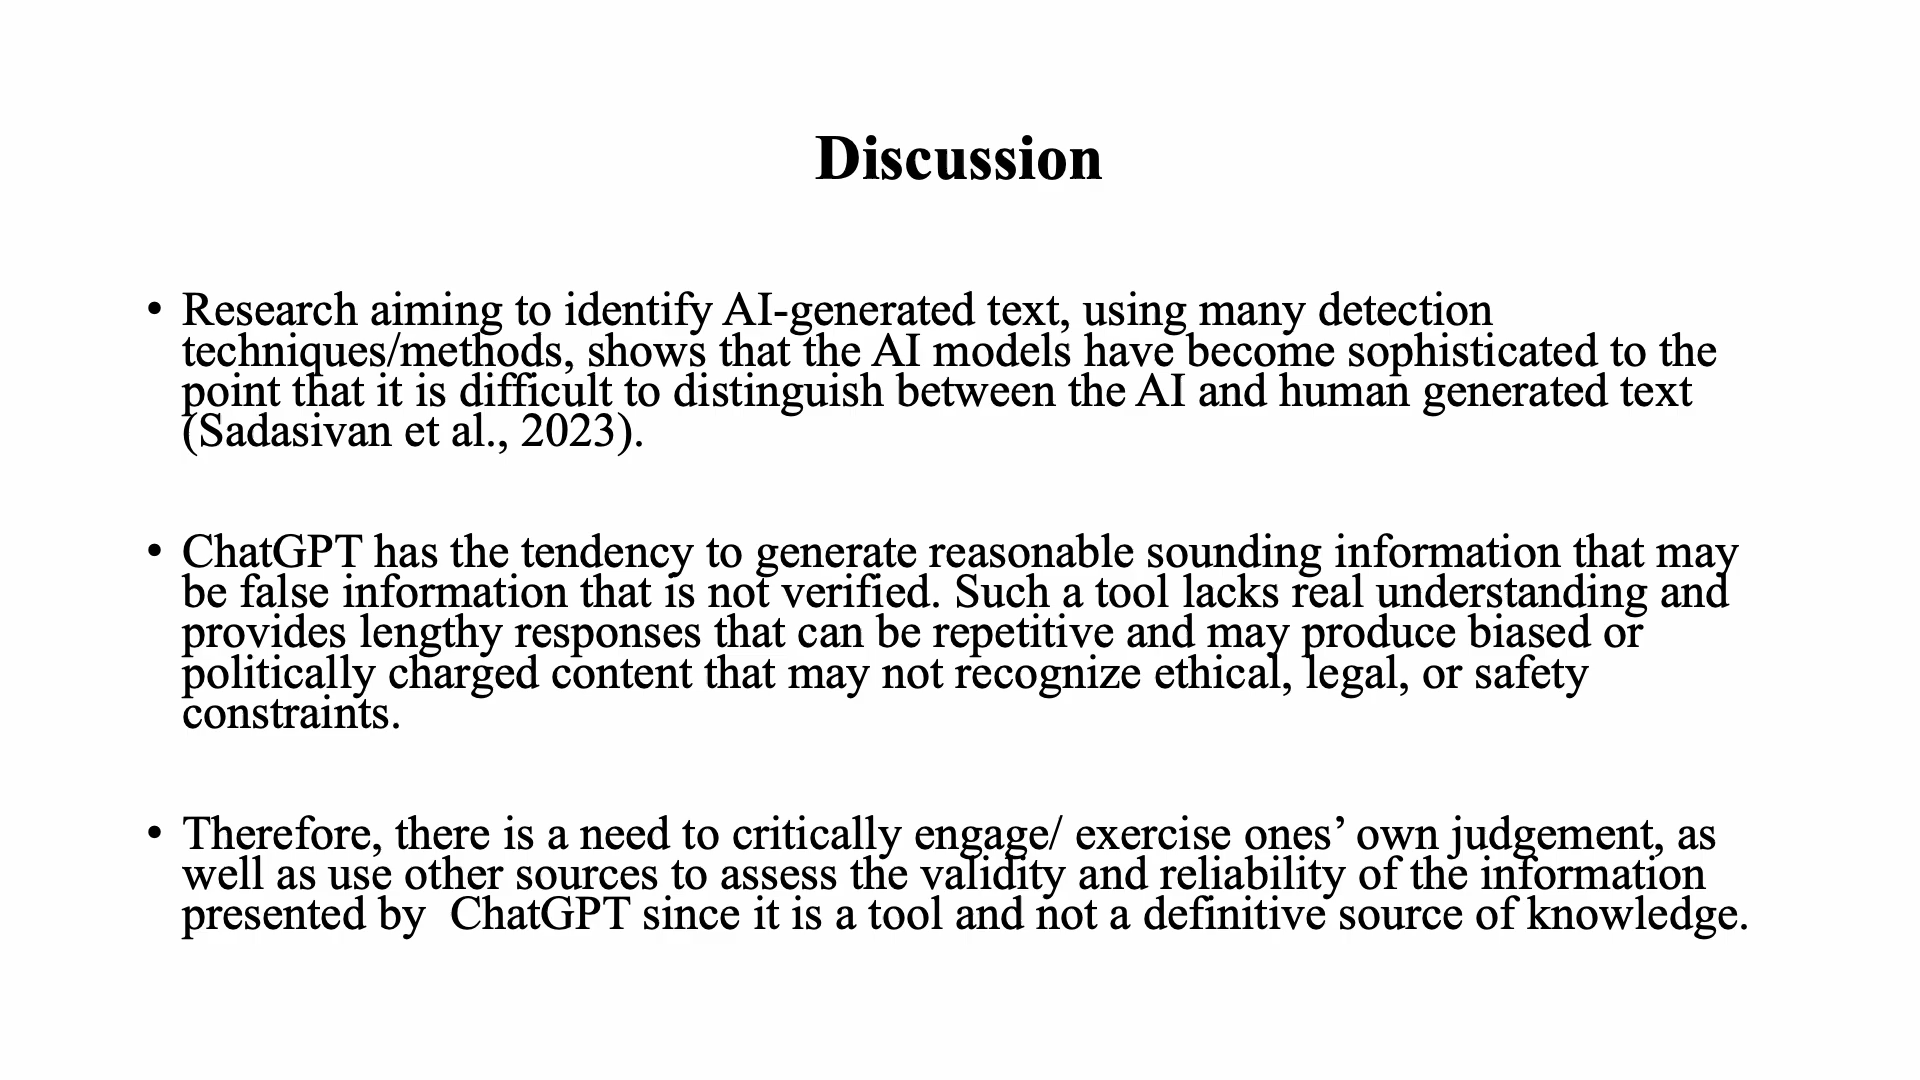 Discussion
• Research aiming to identify AI-generated text, using many detection
techniques/methods, shows that the AI models have become sophisticated to the
point that it is difficult to distinguish between the AI and human generated text
(Sadasivan et al., 2023).
• ChatGPT has the tendency to generate reasonable sounding information that may
be false information that is not verified. Such a tool lacks real understanding and
provides lengthy responses that can be repetitive and may produce biased or
politically charged content that may not recognize ethical, legal, or safety
constraints.
• Therefore, there is a need to critically engage/ exercise ones’ own judgement, as
well as use other sources to assess the validity and reliability of the information
presented by  ChatGPT since it is a tool and not a definitive source of knowledge.